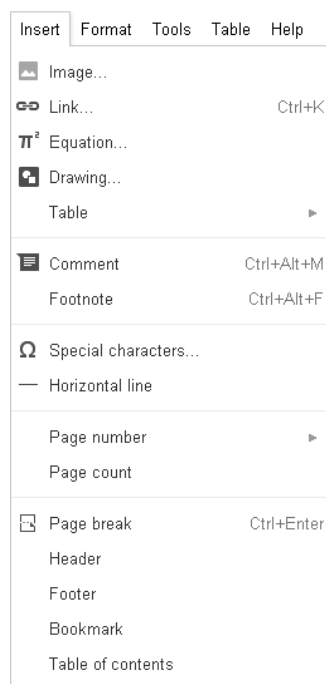 Insert Format Tools Table Help
Image...
Link... Ctrl+K
π² Equation...
Drawing...
Table ►
Comment Ctrl+Alt+M
Footnote Ctrl+Alt+F
Ω Special characters...
Horizontal line
Page number ►
Page count
Page break Ctrl+Enter
Header
Footer
Bookmark
Table of contents